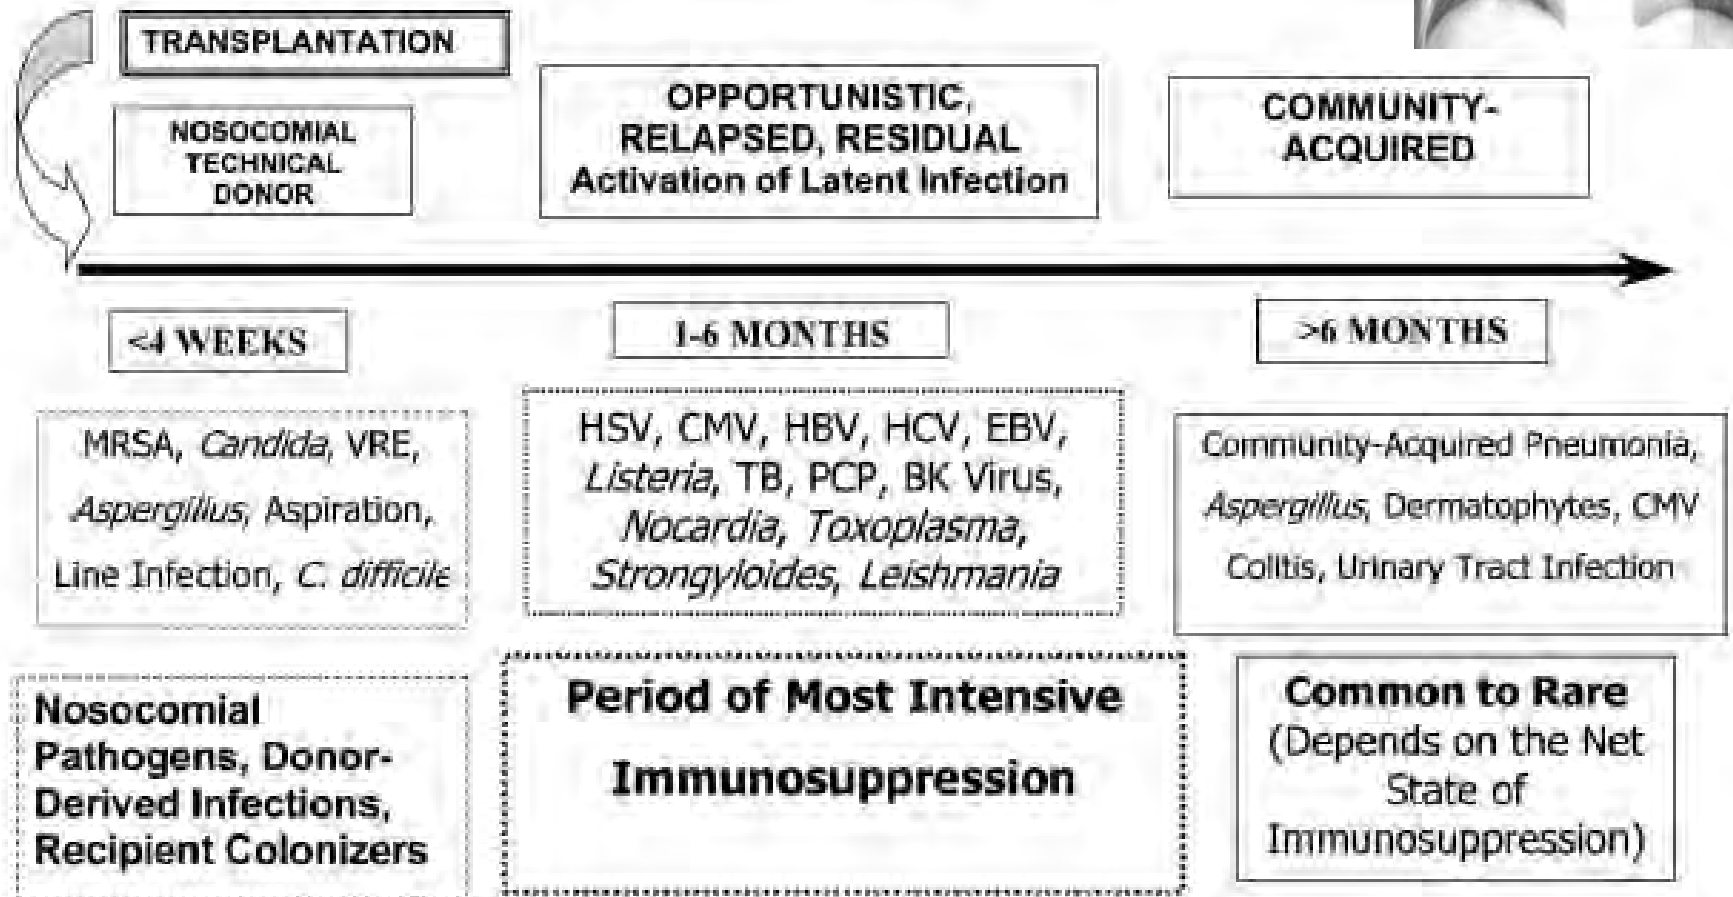 TRANSPLANTATION
NOSOCOMIAL
TECHNICAL
DONOR
OPPORTUNISTIC,
RELAPSED, RESIDUAL
Activation of Latent Infection
COMMUNITY-
ACQUIRED
<4 WEEKS
1-6 MONTHS
>6 MONTHS
MRSA, Candida, VRE,
Aspergillus, Aspiration,
Line Infection, C. difficile
HSV, CMV, HBV, HCV, EBV,
Listeria, TB, PCP, BK Virus,
Nocardia, Toxoplasma,
Strongyloides, Leishmania
Community-Acquired Pneumonia,
Aspergillus, Dermatophytes, CMV
Colitis, Urinary Tract Infection
Nosocomial
Pathogens, Donor-
Derived Infections,
Recipient Colonizers
Period of Most Intensive
Immunosuppression
Common to Rare
(Depends on the Net
State of
Immunosuppression)